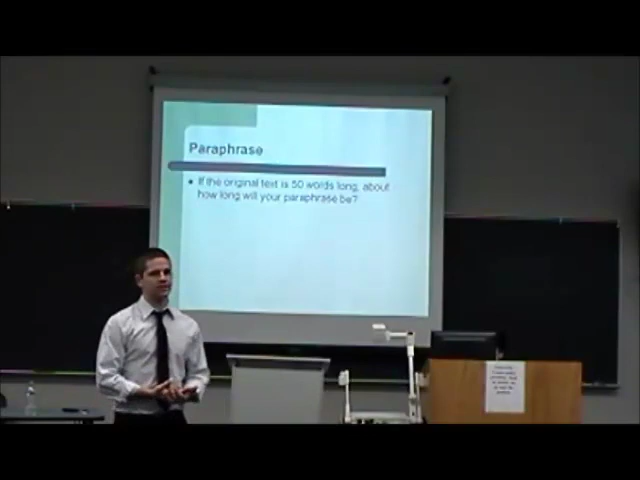 Paraphrase
If the original text is 50 words long, about
how long will your paraphrase be?